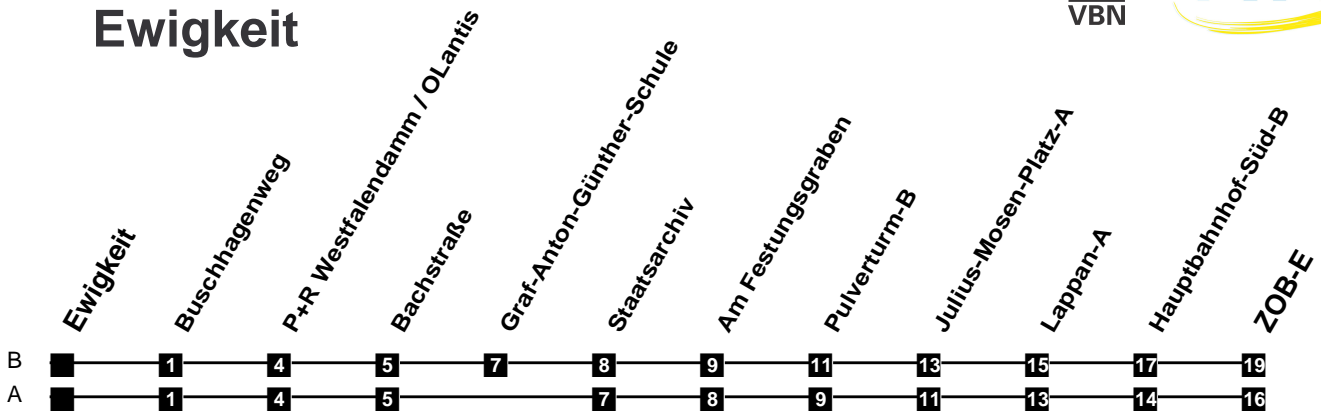 Ewigkeit
VBN
Ewigkeit
Buschhagenweg
P+R Westfalendamm / OLantis
Bachstraße
Graf-Anton-Günther-Schule
Staatsarchiv
Am Festungsgraben
Pulverturm-B
Julius-Mosen-Platz-A
Lappan-A
Hauptbahnhof-Süd-B
ZOB-E
B 1 4 5 7 8 9 11 13 15 17 19
A 1 4 5 7 8 9 11 13 14 16